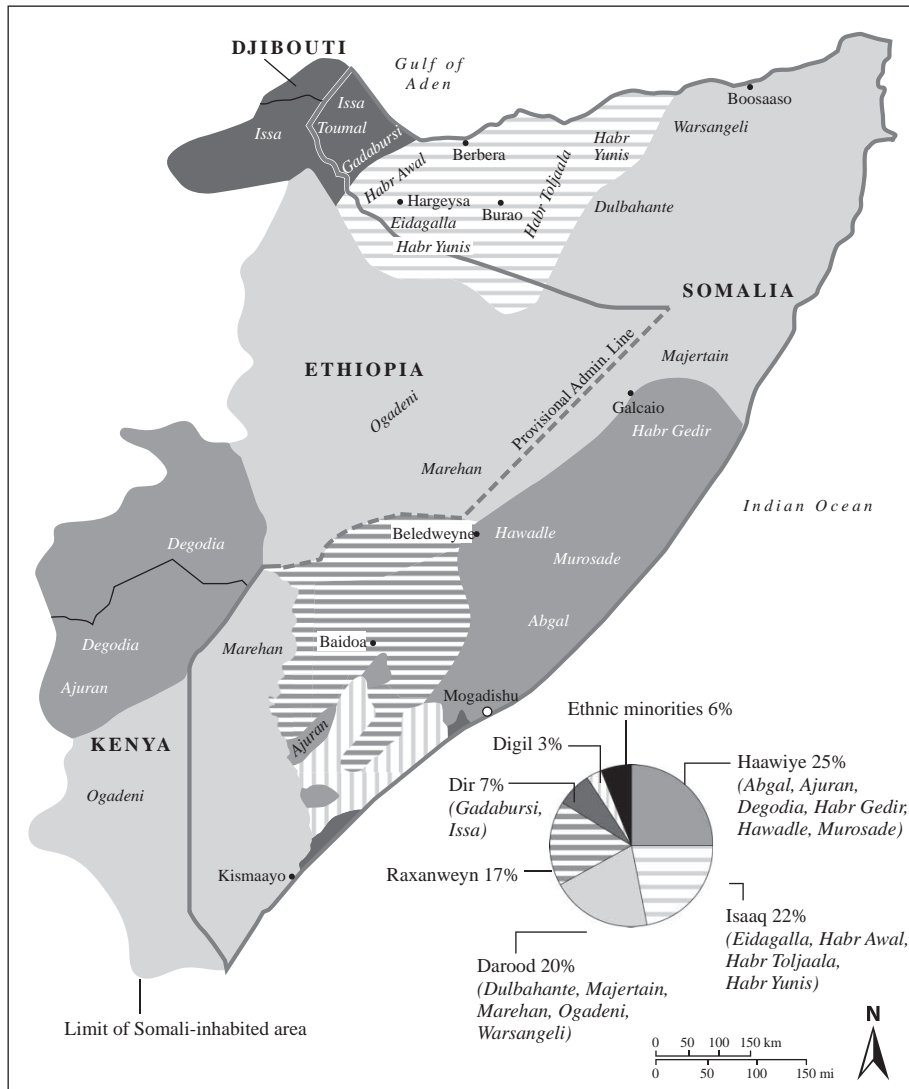 DJIBOUTI
Gulf of
Aden
Issa
Issa
Toumal
Gadabursi
Boosaaso
Warsangeli
Habr
Yunis
Berbera
Habr Awal
Habr Toljaala
Hargeysa
Burao
Dulbahante
Eidagalla
Habr Yunis
SOMALIA
ETHIOPIA
Majertain
Provisional Admin. Line
Ogadeni
Galcaio
Habr Gedir
Marehan
Indian Ocean
Beledweyne
Hawadle
Degodia
Murosade
Abgal
Degodia
Marehan
Baidoa
Ajuran
Mogadishu
Ajuran
KENYA
Ogadeni
Kismaayo
Limit of Somali-inhabited area
Ethnic minorities 6%
Digil 3%
Dir 7%
(Gadabursi,
Issa)
Raxanweyn 17%
Haawiye 25%
(Abgal, Ajuran,
Degodia, Habr Gedir,
Hawadle, Murosade)
Isaaq 22%
(Eidagalla, Habr Awal,
Habr Toljaala,
Habr Yunis)
Darood 20%
(Dulbahante, Majertain,
Marehan, Ogadeni,
Warsangeli)
N
0 50 100 150 km
0 50 100 150 mi